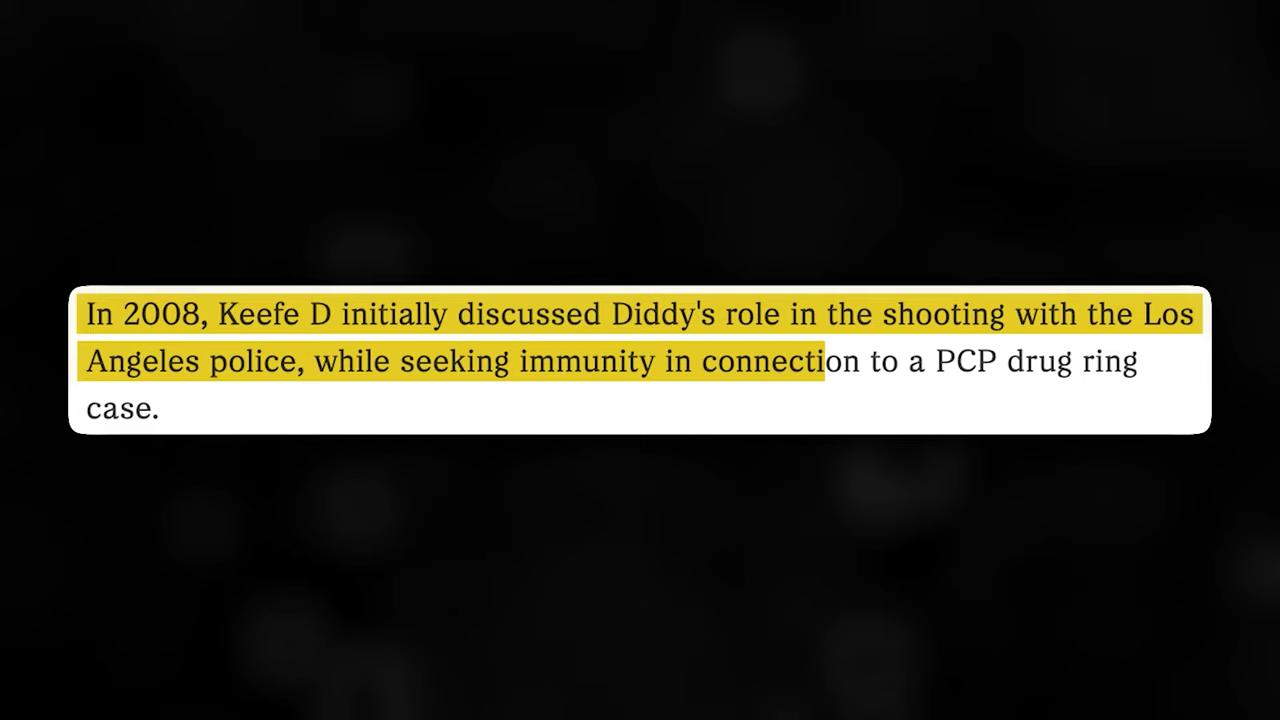 In 2008, Keefe D initially discussed Diddy's role in the shooting with the Los
Angeles police, while seeking immunity in connection to a PCP drug ring
case.